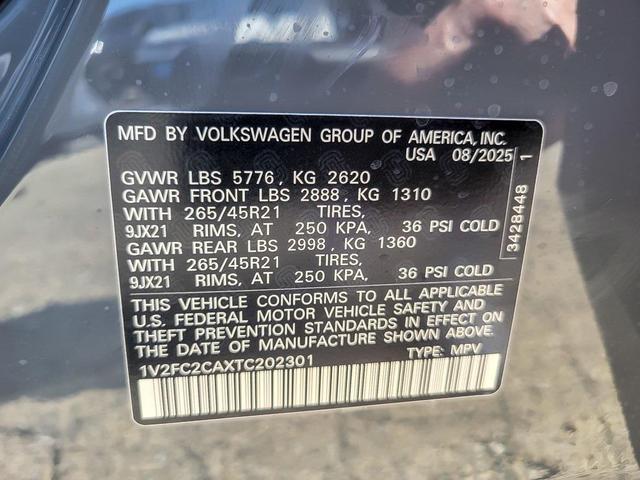 MFD BY VOLKSWAGEN GROUP OF AMERICA, INC.
USA 08/2025
GVWR LBS 5776, KG 2620
GAWR FRONT LBS 2888, KG 1310
WITH 265/45R21 TIRES,
9JX21 RIMS, AT 250 KPA, 36 PSI COLD
GAWR REAR LBS 2998, KG 1360
WITH 265/45R21 TIRES,
9JX21 RIMS, AT 250 KPA, 36 PSI COLD
THIS VEHICLE CONFORMS TO ALL APPLICABLE
U.S. FEDERAL MOTOR VEHICLE SAFETY AND
THEFT PREVENTION STANDARDS IN EFFECT ON
THE DATE OF MANUFACTURE SHOWN ABOVE.
1V2FC2CAXTC202301 TYPE: MPV
3428448 1